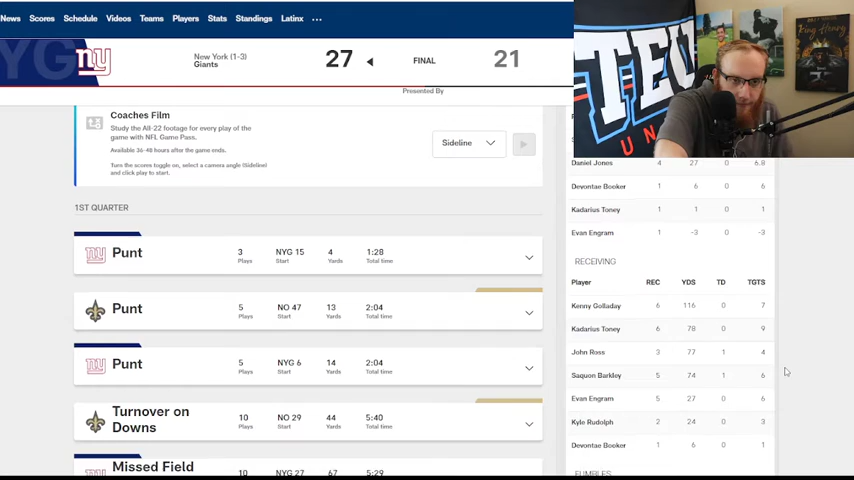 News Scores Schedule Videos Teams Players Stats Standings Latinx ...
NYG ny
New York (1-3)
Giants
27
FINAL
21
Presented By
Coaches Film
Study the All-22 footage for every play of the
game with NFL Game Pass.
Available 36-48 hours after the game ends.
Turn the scores toggle on, select a camera angle (Sideline)
and click play to start.
Sideline
1ST QUARTER
ny Punt 3 NYG 15 4 1:28
Plays Start Yards Total time
Punt 5 NO 47 13 2:04
Plays Start Yards Total time
ny Punt 5 NYG 6 14 2:04
Plays Start Yards Total time
Turnover on
Downs
10 NO 29 44 5:40
Plays Start Yards Total time
ny Missed Field 10 NYG 27 67 5:29
Daniel Jones 4 27 0 6.8
Devontae Booker 1 6 0 6
Kadarius Toney 1 1 0 1
Evan Engram 1 -3 0 -3
RECEIVING
Player REC YDS TD TGTS
Kenny Golladay 6 116 0 7
Kadarius Toney 6 78 0 9
John Ross 3 77 1 4
Saquon Barkley 5 74 1 6
Evan Engram 5 27 0 6
Kyle Rudolph 2 24 0 3
Devontae Booker 1 6 0 1
FUMBLES
TEU
UN